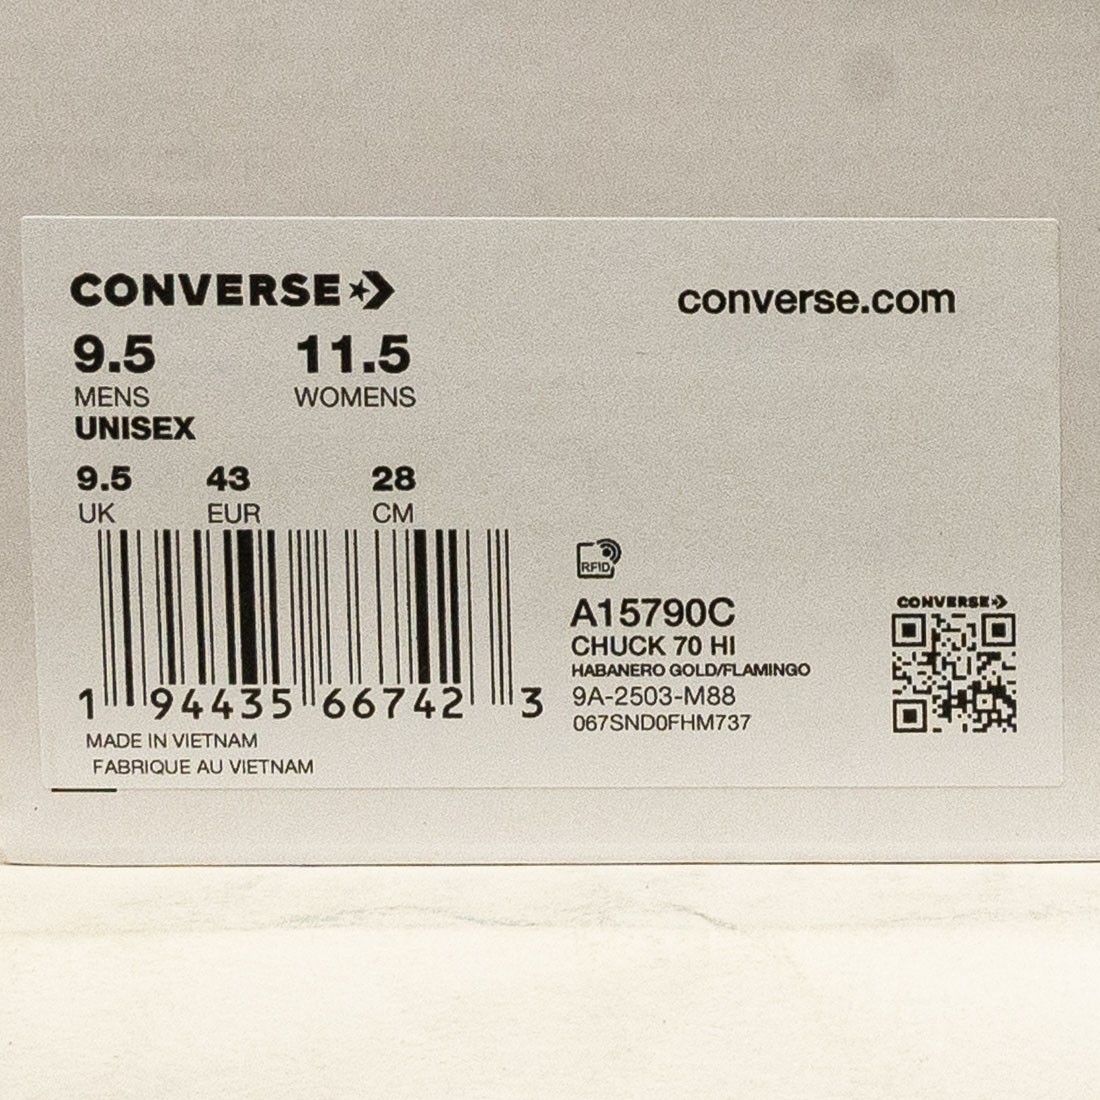 CONVERSE
converse.com
9.5 11.5
MENS WOMENS
UNISEX
9.5 43 28
UK EUR CM
RFID
A15790C
CHUCK 70 HI
HABANERO GOLD/FLAMINGO
9A-2503-M88
067SND0FHM737
CONVERSE
1 94435 66742 3
MADE IN VIETNAM
FABRIQUE AU VIETNAM